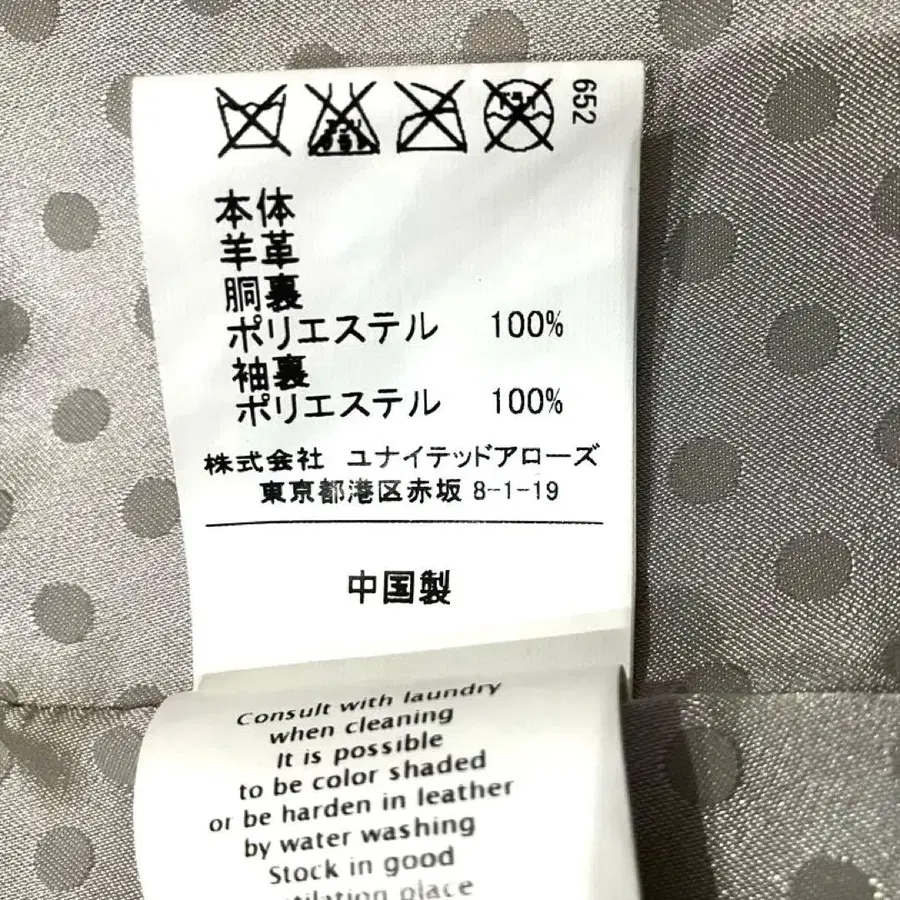 652
本体
羊革
胴裏
ポリエステル 100%
袖裏
ポリエステル 100%
株式会社 ユナイテッドアローズ
東京都港区赤坂 8-1-19
中国製
Consult with laundry
when cleaning
It is possible
to be color shaded
or be harden in leather
by water washing
Stock in good
place